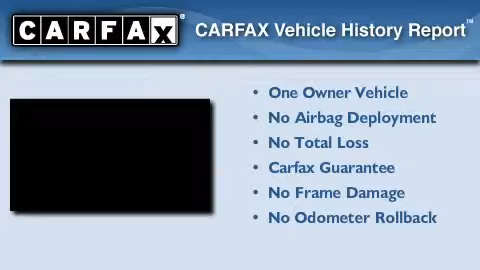 CARFAX® CARFAX Vehicle History Report™
• One Owner Vehicle
• No Airbag Deployment
• No Total Loss
• Carfax Guarantee
• No Frame Damage
• No Odometer Rollback